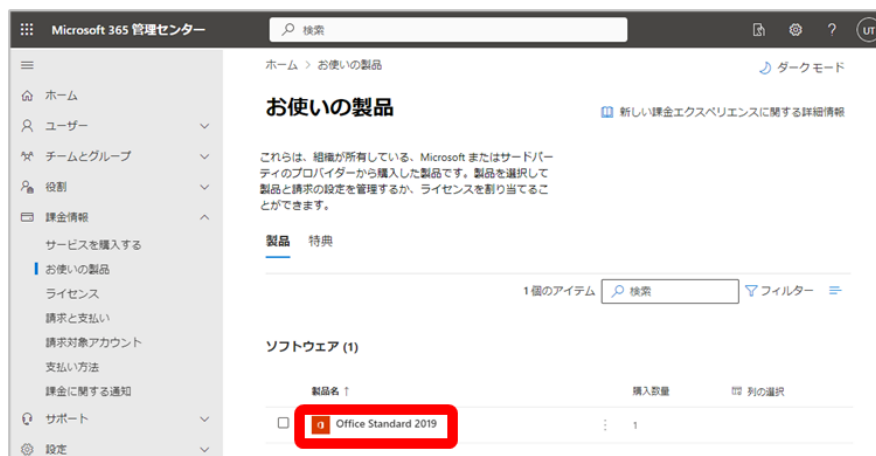 Microsoft 365 管理センター
検索
?
UT
ホーム > お使いの製品
ダーク モード
ホーム
ユーザー
チームとグループ
役割
課金情報
サービスを購入する
お使いの製品
ライセンス
請求と支払い
請求対象アカウント
支払い方法
課金に関する通知
サポート
設定
お使いの製品
新しい課金エクスペリエンスに関する詳細情報
これらは、組織が所有している、Microsoft またはサードパー
ティのプロバイダーから購入した製品です。製品を選択して
製品と請求の設定を管理するか、ライセンスを割り当てるこ
とができます。
製品 特典
1 個のアイテム 検索 フィルター
ソフトウェア (1)
製品名 ↑ 購入数量 列の選択
Office Standard 2019 1